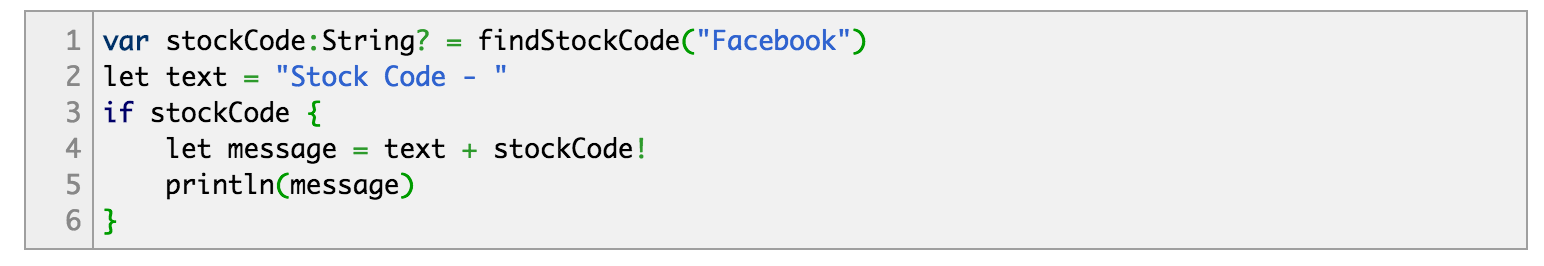 1 var stockCode:String? = findStockCode("Facebook")
2 let text = "Stock Code - "
3 if stockCode {
4     let message = text + stockCode!
5     println(message)
6 }